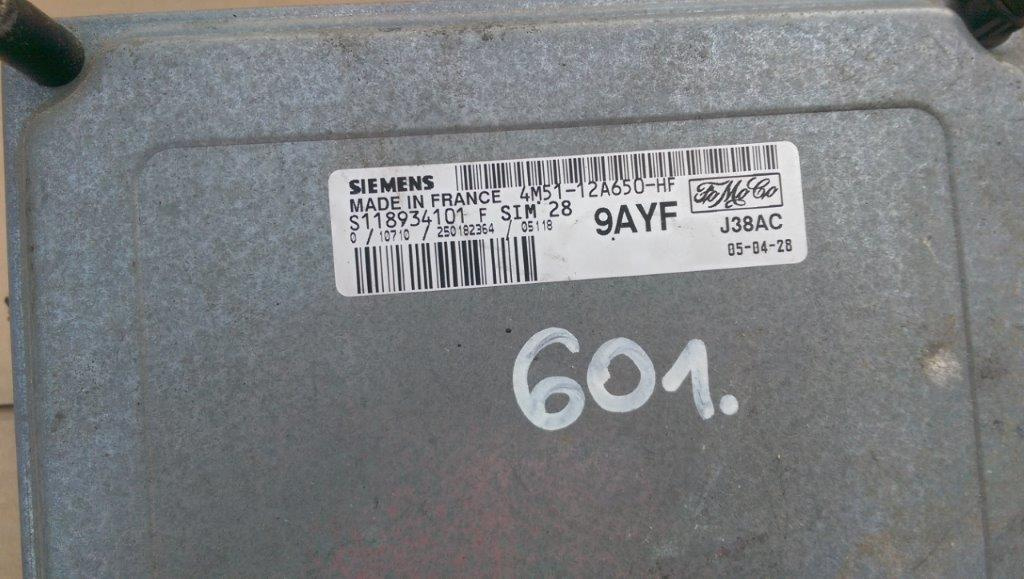 SIEMENS
MADE IN FRANCE 4M51-12A650-HF
S118934101 F SIM 28
0 / 10710 / 250182364 / 05118
9AYF
FoMoCo
J38AC
05-04-28
601.